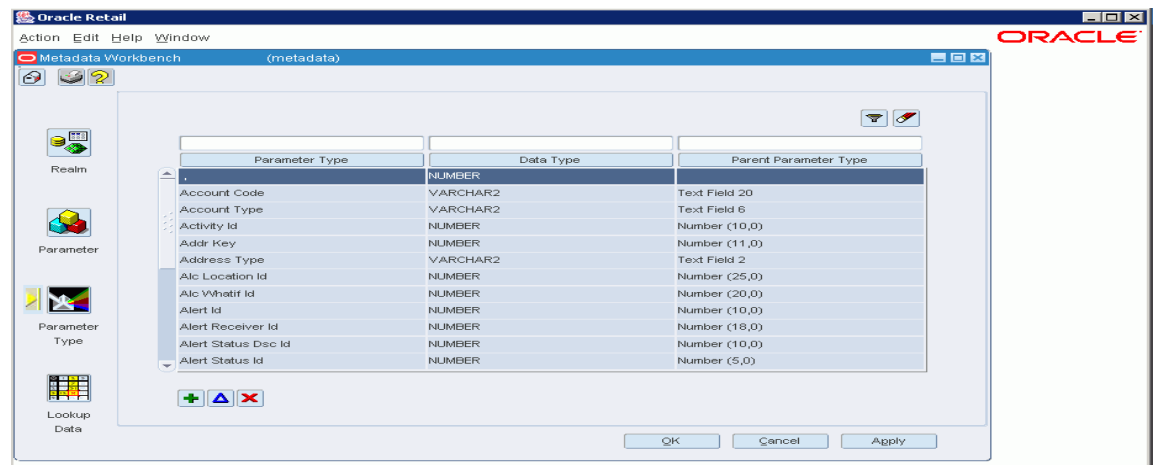 Oracle Retail
Action Edit Help Window
ORACLE
Metadata Workbench (metadata)
Realm
Parameter
Parameter Type
Lookup Data
Parameter Type Data Type Parent Parameter Type
, NUMBER
Account Code VARCHAR2 Text Field 20
Account Type VARCHAR2 Text Field 6
Activity Id NUMBER Number (10,0)
Addr Key NUMBER Number (11,0)
Address Type VARCHAR2 Text Field 2
Alc Location Id NUMBER Number (25,0)
Alc Whatif Id NUMBER Number (20,0)
Alert Id NUMBER Number (10,0)
Alert Receiver Id NUMBER Number (18,0)
Alert Status Dsc Id NUMBER Number (10,0)
Alert Status Id NUMBER Number (5,0)
OK Cancel Apply